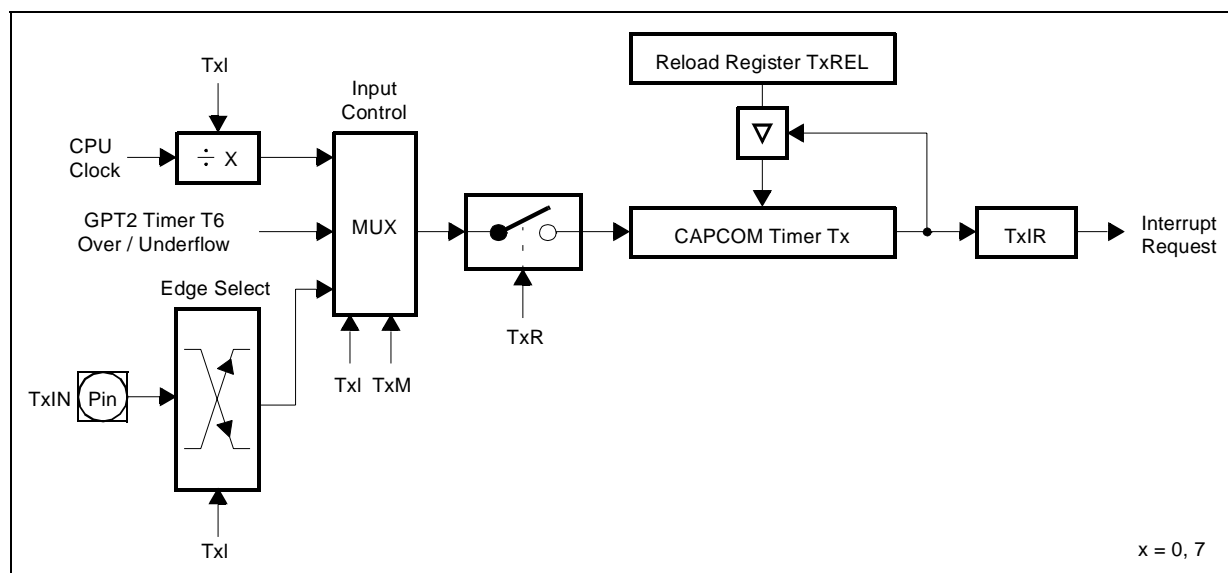 Reload Register TxREL
TxI
Input
Control
CPU
Clock
÷ X
∇
GPT2 Timer T6
Over / Underflow
MUX
CAPCOM Timer Tx
TxIR
Interrupt
Request
Edge Select
TxR
TxI TxM
TxIN
Pin
TxI
x = 0, 7